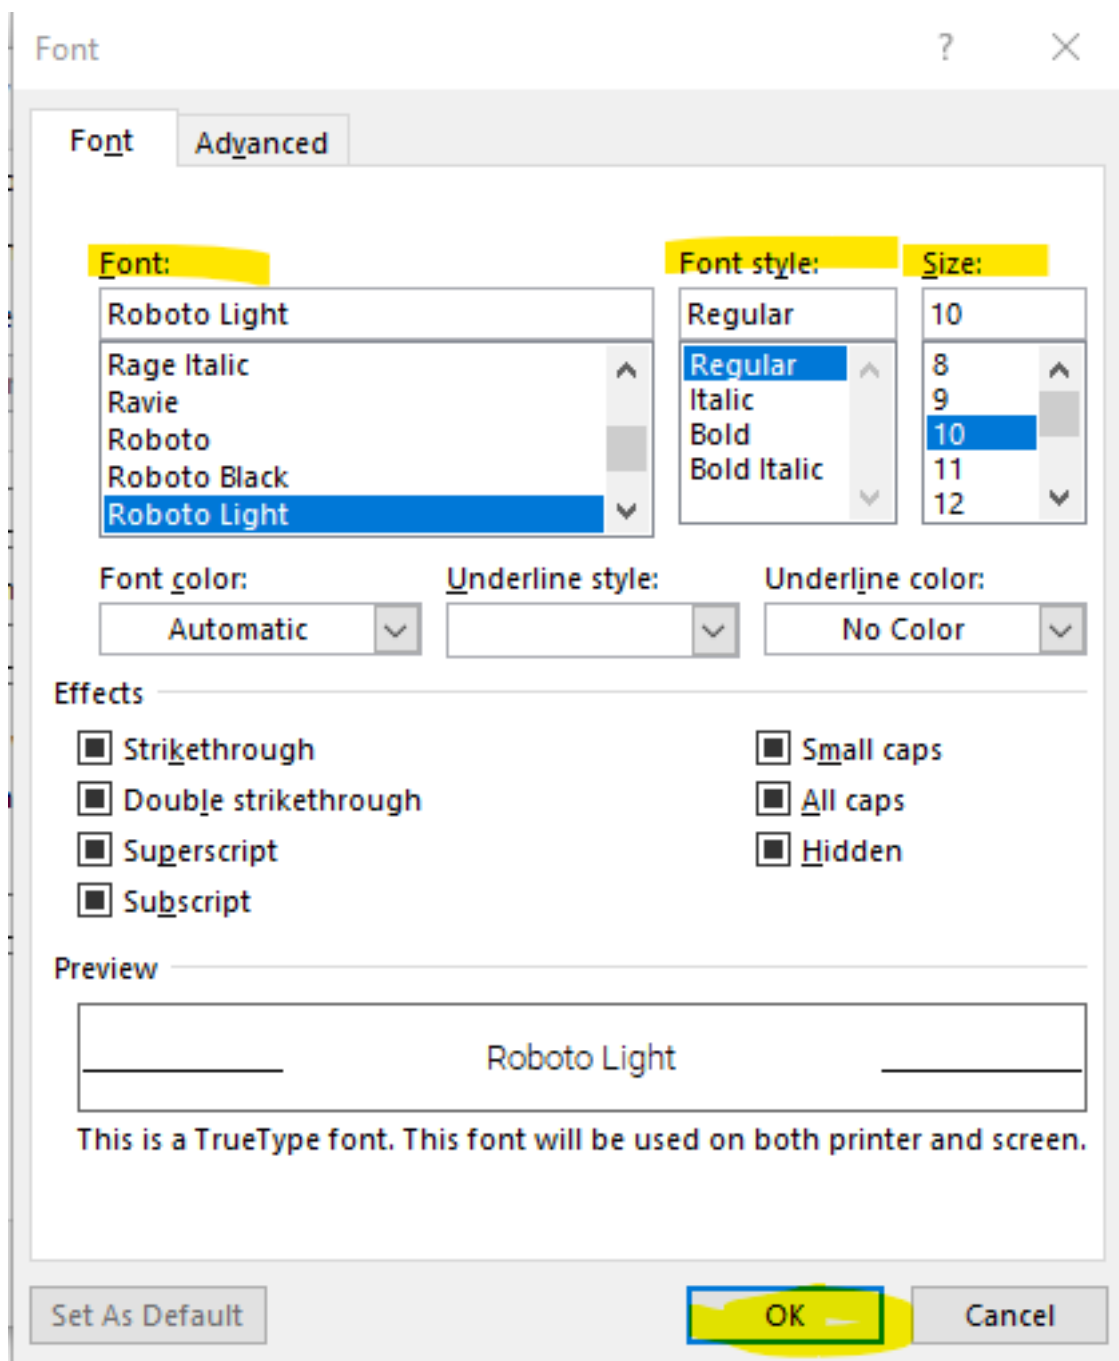 Font ?
Font Advanced
Font: Font style: Size:
Roboto Light Regular 10
Rage Italic Regular 8
Ravie Italic 9
Roboto Bold 10
Roboto Black Bold Italic 11
Roboto Light 12
Font color: Underline style: Underline color:
Automatic No Color
Effects
Strikethrough Small caps
Double strikethrough All caps
Superscript Hidden
Subscript
Preview
Roboto Light
This is a TrueType font. This font will be used on both printer and screen.
Set As Default OK Cancel